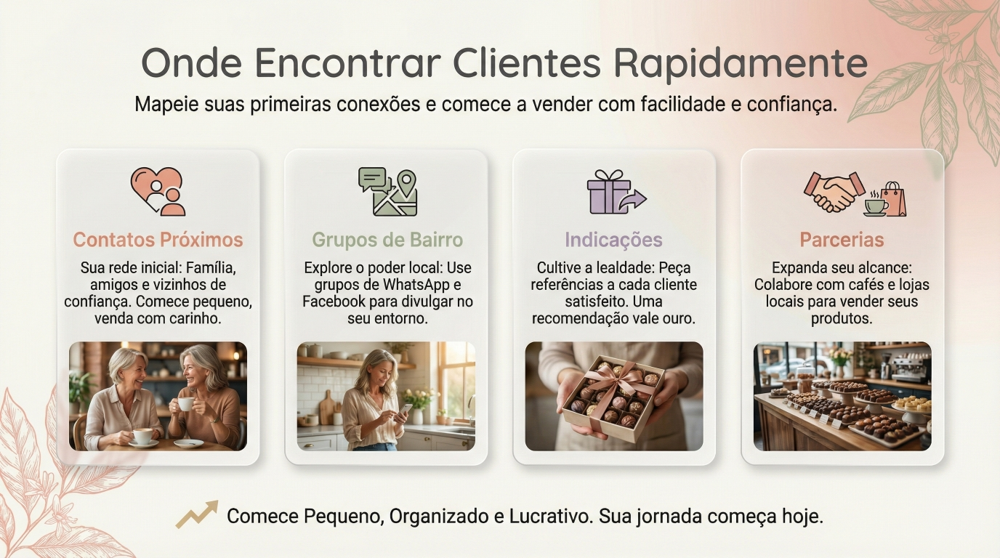 Onde Encontrar Clientes Rapidamente
Mapeie suas primeiras conexões e comece a vender com facilidade e confiança.
Contatos Próximos
Sua rede inicial: Família,
amigos e vizinhos de
confiança. Comece pequeno,
venda com carinho.
Grupos de Bairro
Explore o poder local: Use
grupos de WhatsApp e
Facebook para divulgar no
seu entorno.
Indicações
Cultive a lealdade: Peça
referências a cada cliente
satisfeito. Uma
recomendação vale ouro.
Parcerias
Expanda seu alcance:
Colabore com cafés e lojas
locais para vender seus
produtos.
Comece Pequeno, Organizado e Lucrativo. Sua jornada começa hoje.